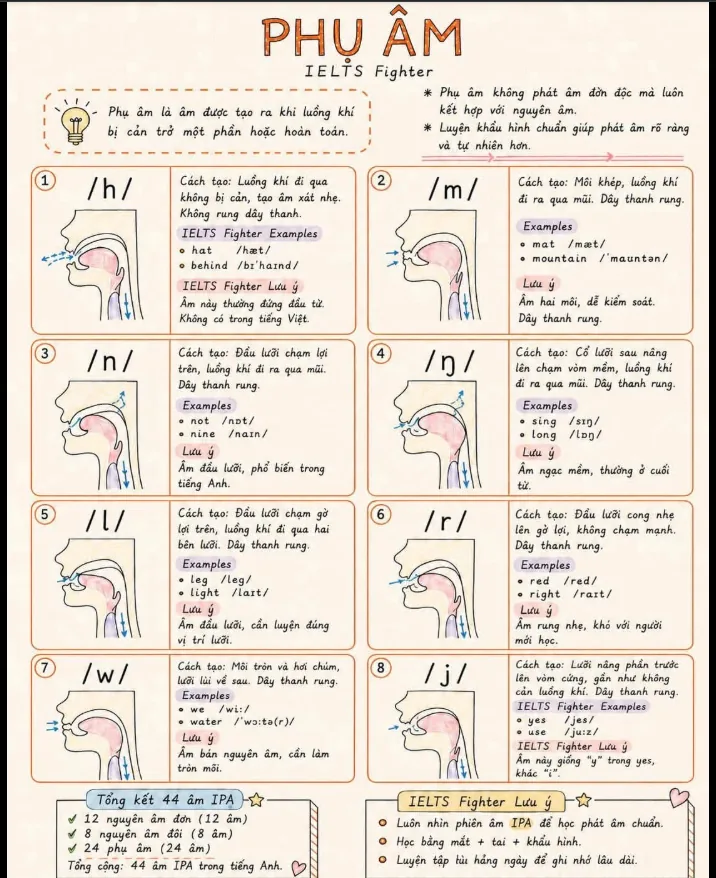 PHỤ ÂM
IELTS Fighter
Phụ âm là âm được tạo ra khi luồng khí
bị cản trở một phần hoặc hoàn toàn.
* Phụ âm không phát âm đơn độc mà luôn
kết hợp với nguyên âm.
* Luyện khẩu hình chuẩn giúp phát âm rõ ràng
và tự nhiên hơn.
1
/h/
Cách tạo: Luồng khí đi qua
không bị cản, tạo âm xát nhẹ.
Không rung dây thanh.
IELTS Fighter Examples
• hat /hæt/
• behind /bɪ'haɪnd/
IELTS Fighter Lưu ý
Âm này thường đứng đầu từ.
Không có trong tiếng Việt.
2
/m/
Cách tạo: Môi khép, luồng khí
đi ra qua mũi. Dây thanh rung.
Examples
• mat /mæt/
• mountain /'maʊntən/
Lưu ý
Âm hai môi, dễ kiểm soát.
Dây thanh rung.
3
/n/
Cách tạo: Đầu lưỡi chạm lợi
trên, luồng khí đi ra qua mũi.
Dây thanh rung.
Examples
• not /nɒt/
• nine /naɪn/
Lưu ý
Âm đầu lưỡi, phổ biến trong
tiếng Anh.
4
/ŋ/
Cách tạo: Cổ lưỡi sau nâng
lên chạm vòm mềm, luồng khí
đi ra qua mũi. Dây thanh rung.
Examples
• sing /sɪŋ/
• long /lɒŋ/
Lưu ý
Âm ngạc mềm, thường ở cuối
từ.
5
/l/
Cách tạo: Đầu lưỡi chạm gờ
lợi trên, luồng khí đi qua hai
bên lưỡi. Dây thanh rung.
Examples
• leg /leg/
• light /laɪt/
Lưu ý
Âm đầu lưỡi, cần luyện đúng
vị trí lưỡi.
6
/r/
Cách tạo: Đầu lưỡi cong nhẹ
lên gờ lợi, không chạm mạnh.
Dây thanh rung.
Examples
• red /red/
• right /raɪt/
Lưu ý
Âm rung nhẹ, khó với người
mới học.
7
/w/
Cách tạo: Môi tròn và hơi chúm,
lưỡi lùi về sau. Dây thanh rung.
Examples
• we /wiː/
• water /'wɔːtə(r)/
Lưu ý
Âm bán nguyên âm, cần làm
tròn môi.
8
/j/
Cách tạo: Lưỡi nâng phần trước
lên vòm cứng, gần như không
cản luồng khí. Dây thanh rung.
IELTS Fighter Examples
• yes /jes/
• use /juːz/
IELTS Fighter Lưu ý
Âm này giống "y" trong yes,
khác "i".
Tổng kết 44 âm IPA
✓ 12 nguyên âm đơn (12 âm)
✓ 8 nguyên âm đôi (8 âm)
✓ 24 phụ âm (24 âm)
Tổng cộng: 44 âm IPA trong tiếng Anh.
IELTS Fighter Lưu ý
Luôn nhìn phiên âm IPA để học phát âm chuẩn.
Học bằng mắt + tai + khẩu hình.
Luyện tập từ hằng ngày để ghi nhớ lâu dài.